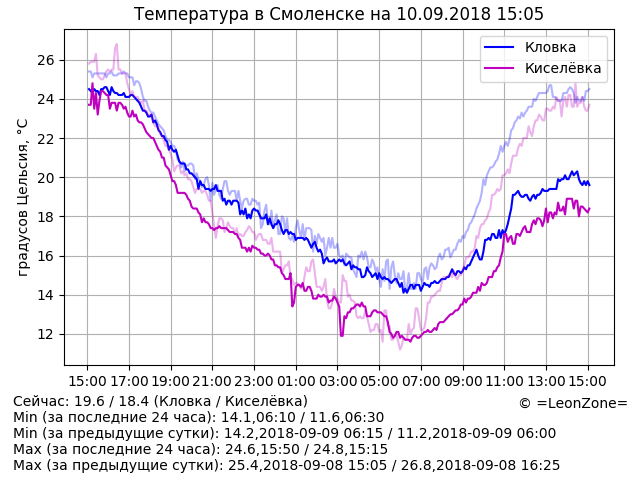 Температура в Смоленске на 10.09.2018 15:05
Кловка
Киселёвка
градусов Цельсия, °C
26
24
22
20
18
16
14
12
15:00 17:00 19:00 21:00 23:00 01:00 03:00 05:00 07:00 09:00 11:00 13:00 15:00
Сейчас: 19.6 / 18.4 (Кловка / Киселёвка)
© =LeonZone=
Min (за последние 24 часа): 14.1,06:10 / 11.6,06:30
Min (за предыдущие сутки): 14.2,2018-09-09 06:15 / 11.2,2018-09-09 06:00
Max (за последние 24 часа): 24.6,15:50 / 24.8,15:15
Max (за предыдущие сутки): 25.4,2018-09-08 15:05 / 26.8,2018-09-08 16:25